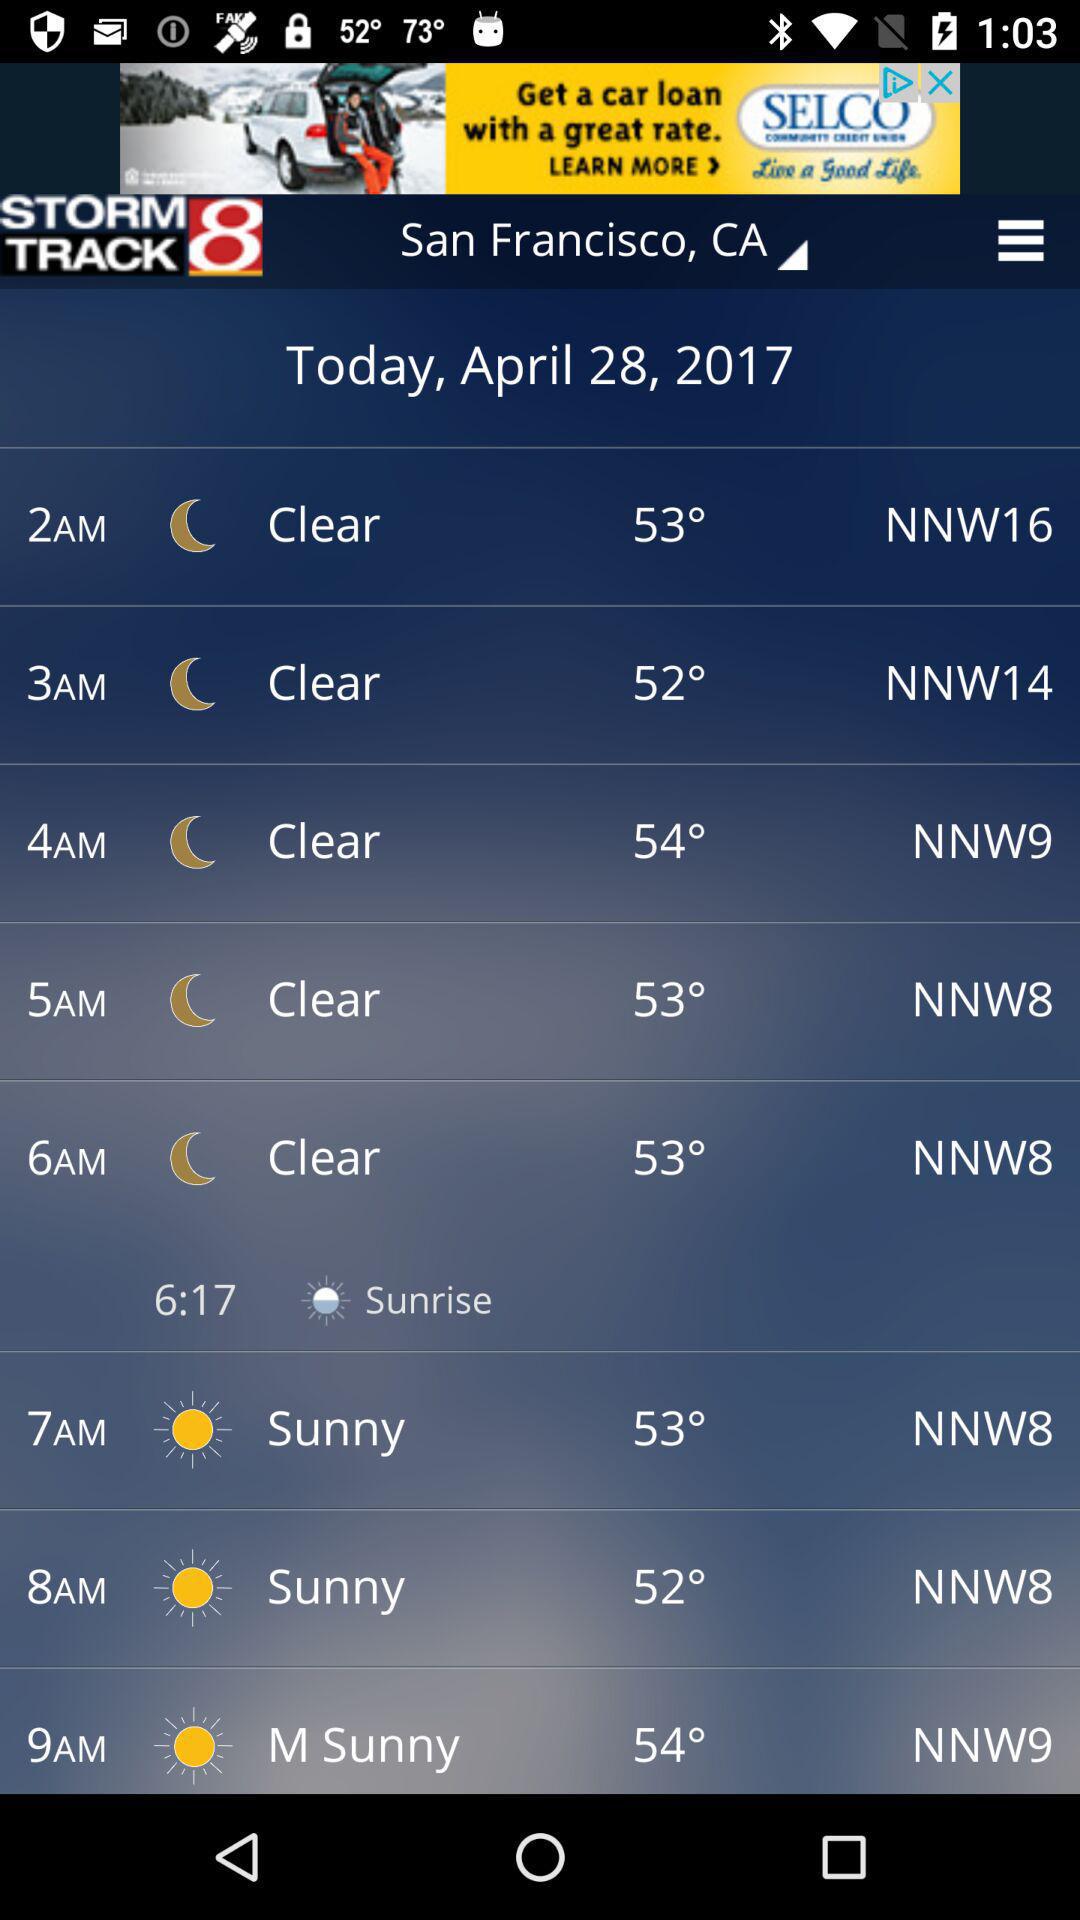 FAKE 52° 73° 1:03
Get a car loan
with a great rate.
LEARN MORE ❯
SELCO
COMMUNITY CREDIT UNION
Live a Good Life.
STORM
TRACK 8
San Francisco, CA
Today, April 28, 2017
2AM Clear 53° NNW16
3AM Clear 52° NNW14
4AM Clear 54° NNW9
5AM Clear 53° NNW8
6AM Clear 53° NNW8
6:17 Sunrise
7AM Sunny 53° NNW8
8AM Sunny 52° NNW8
9AM M Sunny 54° NNW9